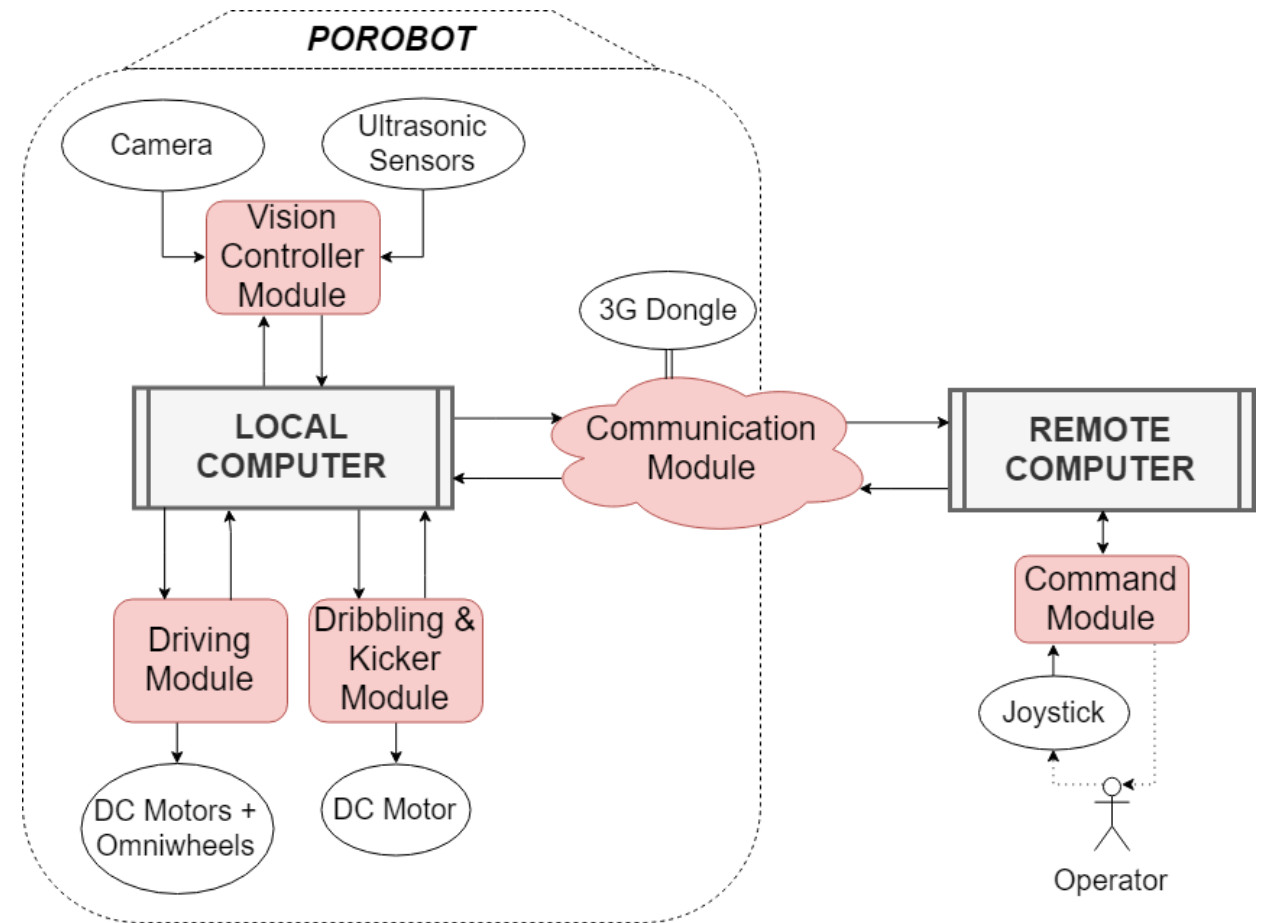 POROBOT
Camera
Ultrasonic
Sensors
Vision
Controller
Module
3G Dongle
LOCAL
COMPUTER
Communication
Module
REMOTE
COMPUTER
Driving
Module
Dribbling &
Kicker
Module
Command
Module
Joystick
DC Motors +
Omniwheels
DC Motor
Operator